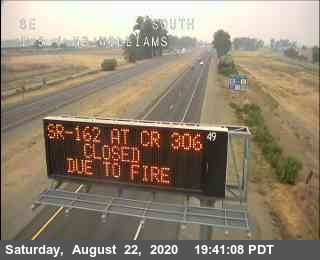 SOUTH
WILLIAMS
SR-162 AT CR 306
CLOSED
DUE TO FIRE
49
Saturday, August 22, 2020 19:41:08 PDT